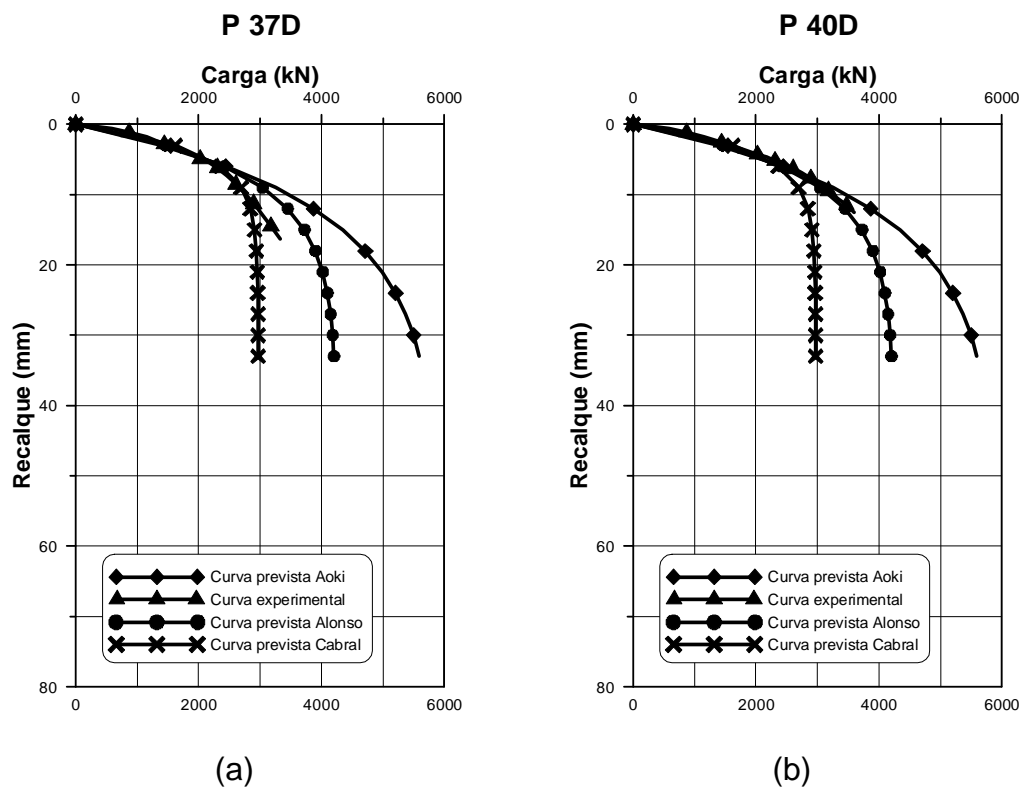 P 37D
Carga (kN)
0 2000 4000 6000
0
20
40
60
80
Recalque (mm)
Curva prevista Aoki
Curva experimental
Curva prevista Alonso
Curva prevista Cabral
0 2000 4000 6000
(a)
P 40D
Carga (kN)
0 2000 4000 6000
0
20
40
60
80
Recalque (mm)
Curva prevista Aoki
Curva experimental
Curva prevista Alonso
Curva prevista Cabral
0 2000 4000 6000
(b)